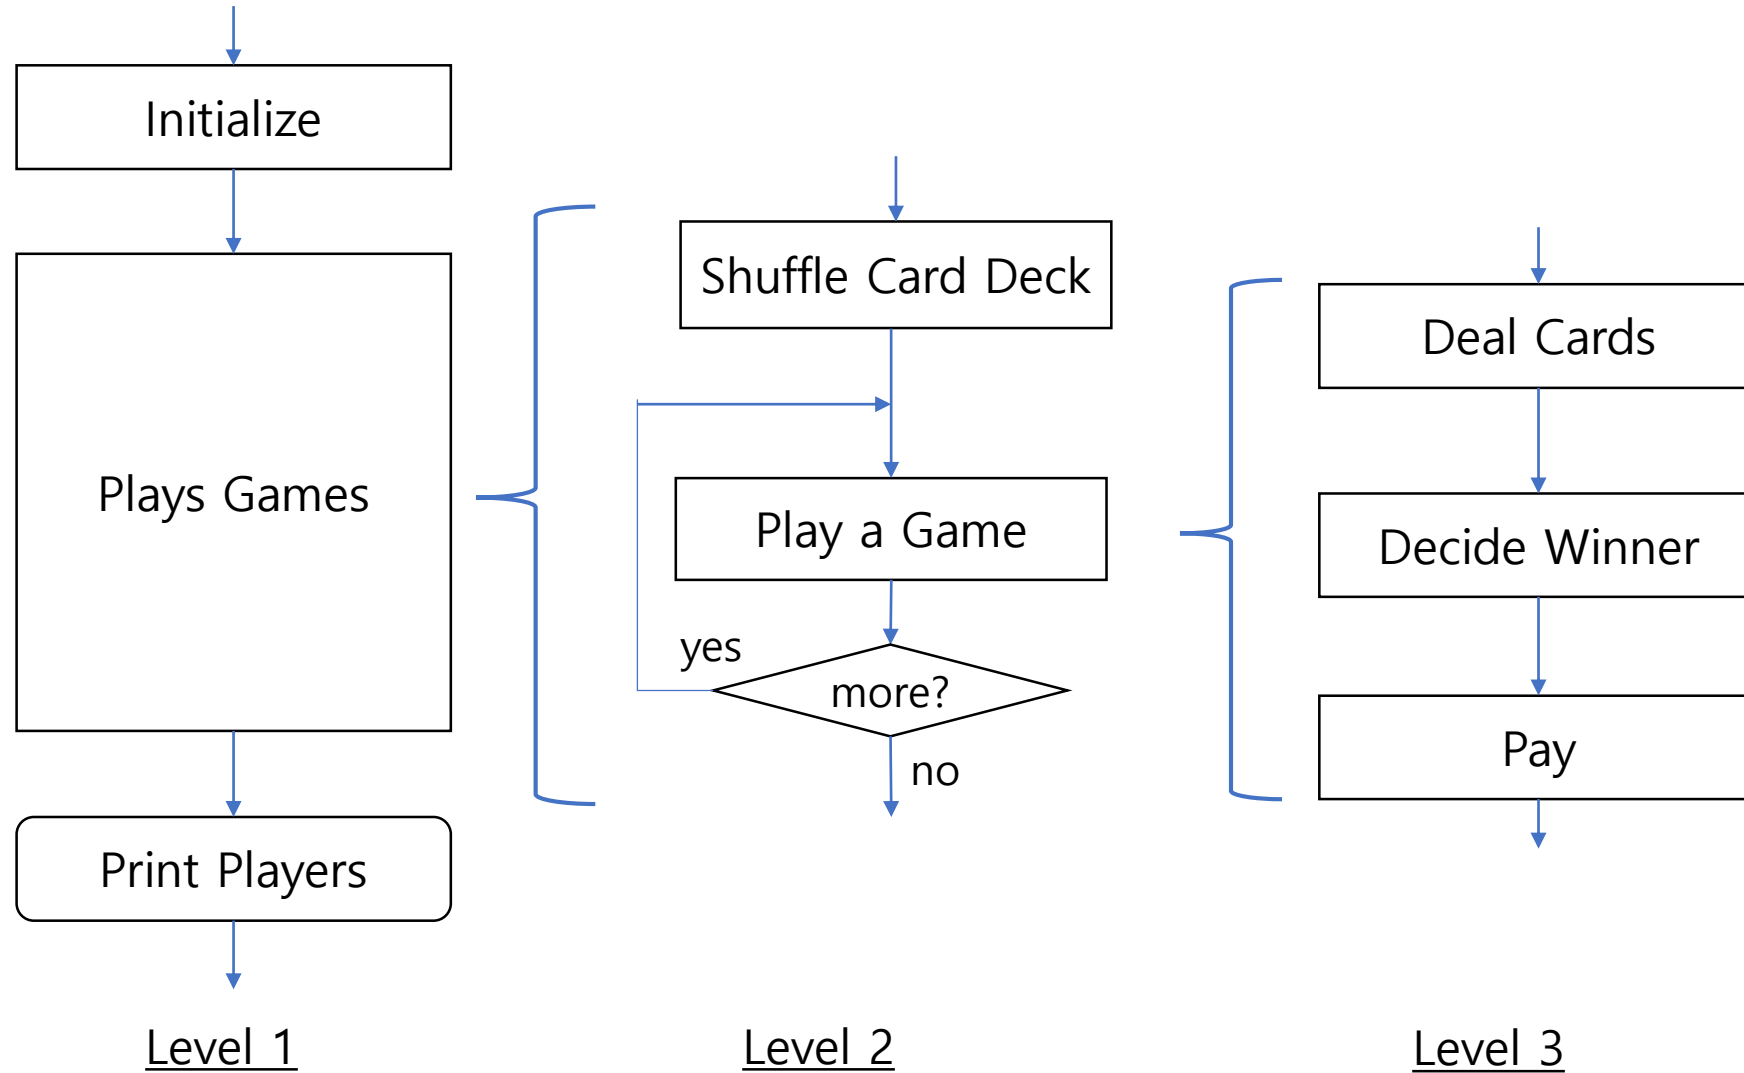 Initialize
Plays Games
Print Players
Level 1
Shuffle Card Deck
Play a Game
yes
more?
no
Level 2
Deal Cards
Decide Winner
Pay
Level 3